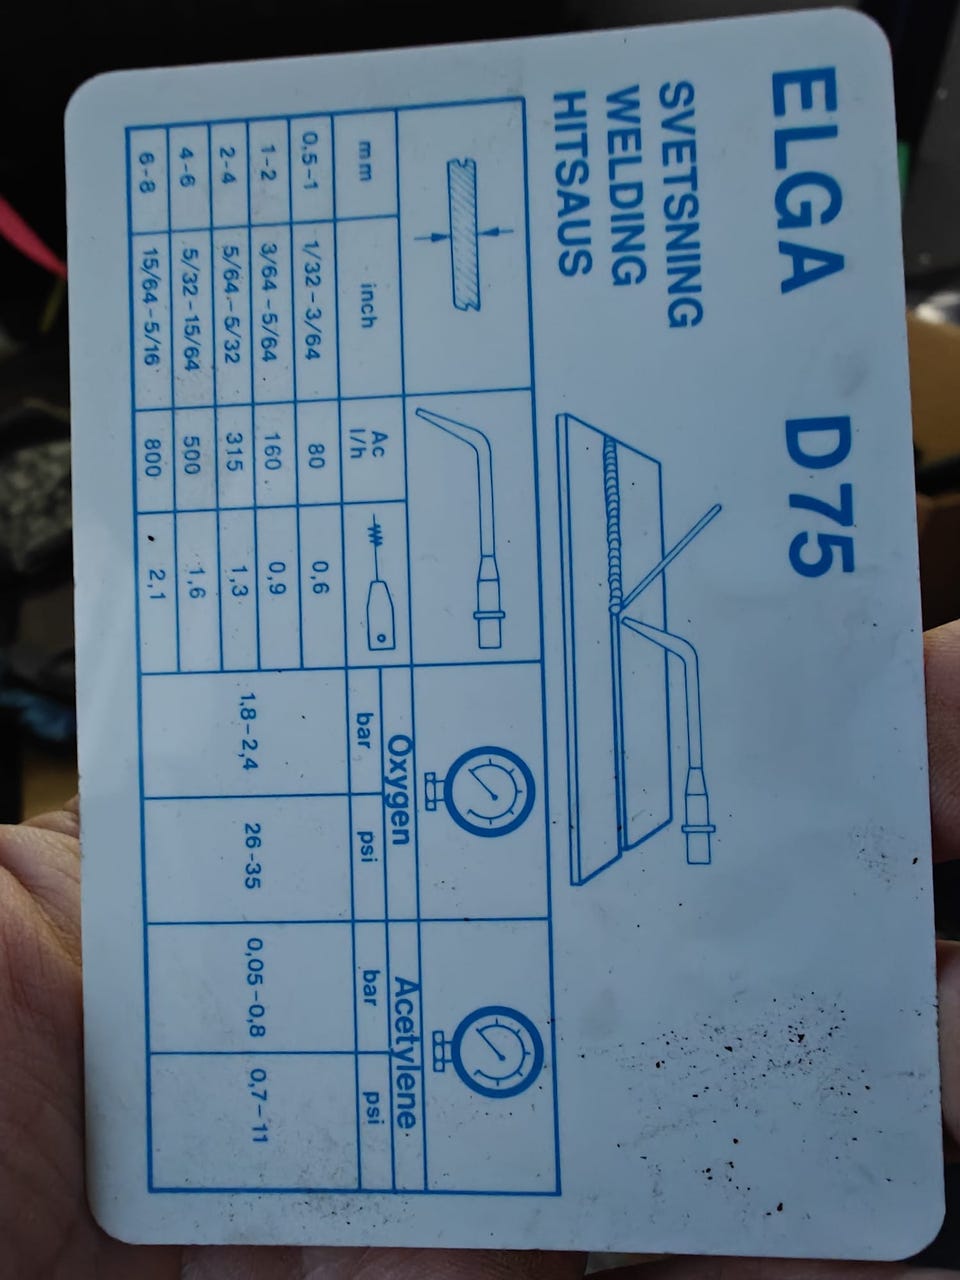 ELGA D75
SVETSNING
WELDING
HITSAUS
Oxygen Acetylene
mm inch Ac l/h bar psi bar psi
0,5-1 1/32-3/64 80 0,6
1-2 3/64-5/64 160 0,9
2-4 5/64-5/32 315 1,3 1,8-2,4 26-35 0,05-0,8 0,7-11
4-6 5/32-15/64 500 1,6
6-8 15/64-5/16 800 2,1